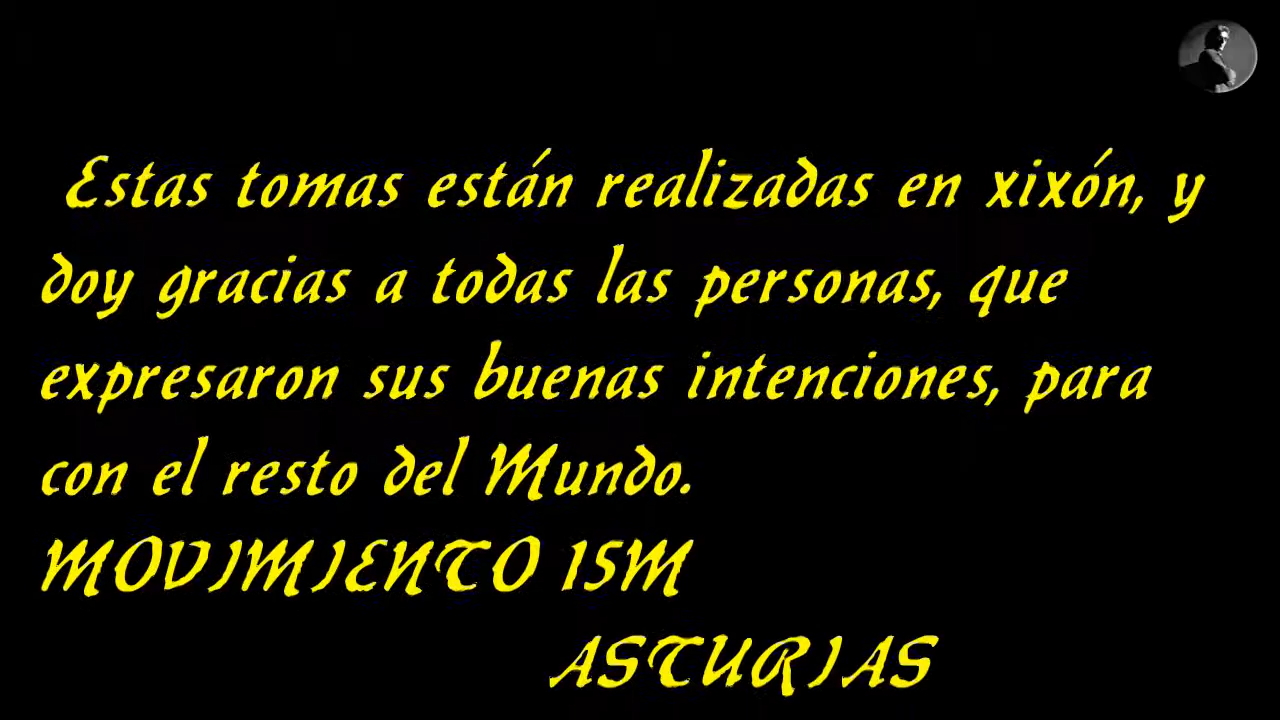 Estas tomas están realizadas en xixón, y
doy gracias a todas las personas, que
expresaron sus buenas intenciones, para
con el resto del Mundo.
MOVIMIENTO 15M
ASTURIAS